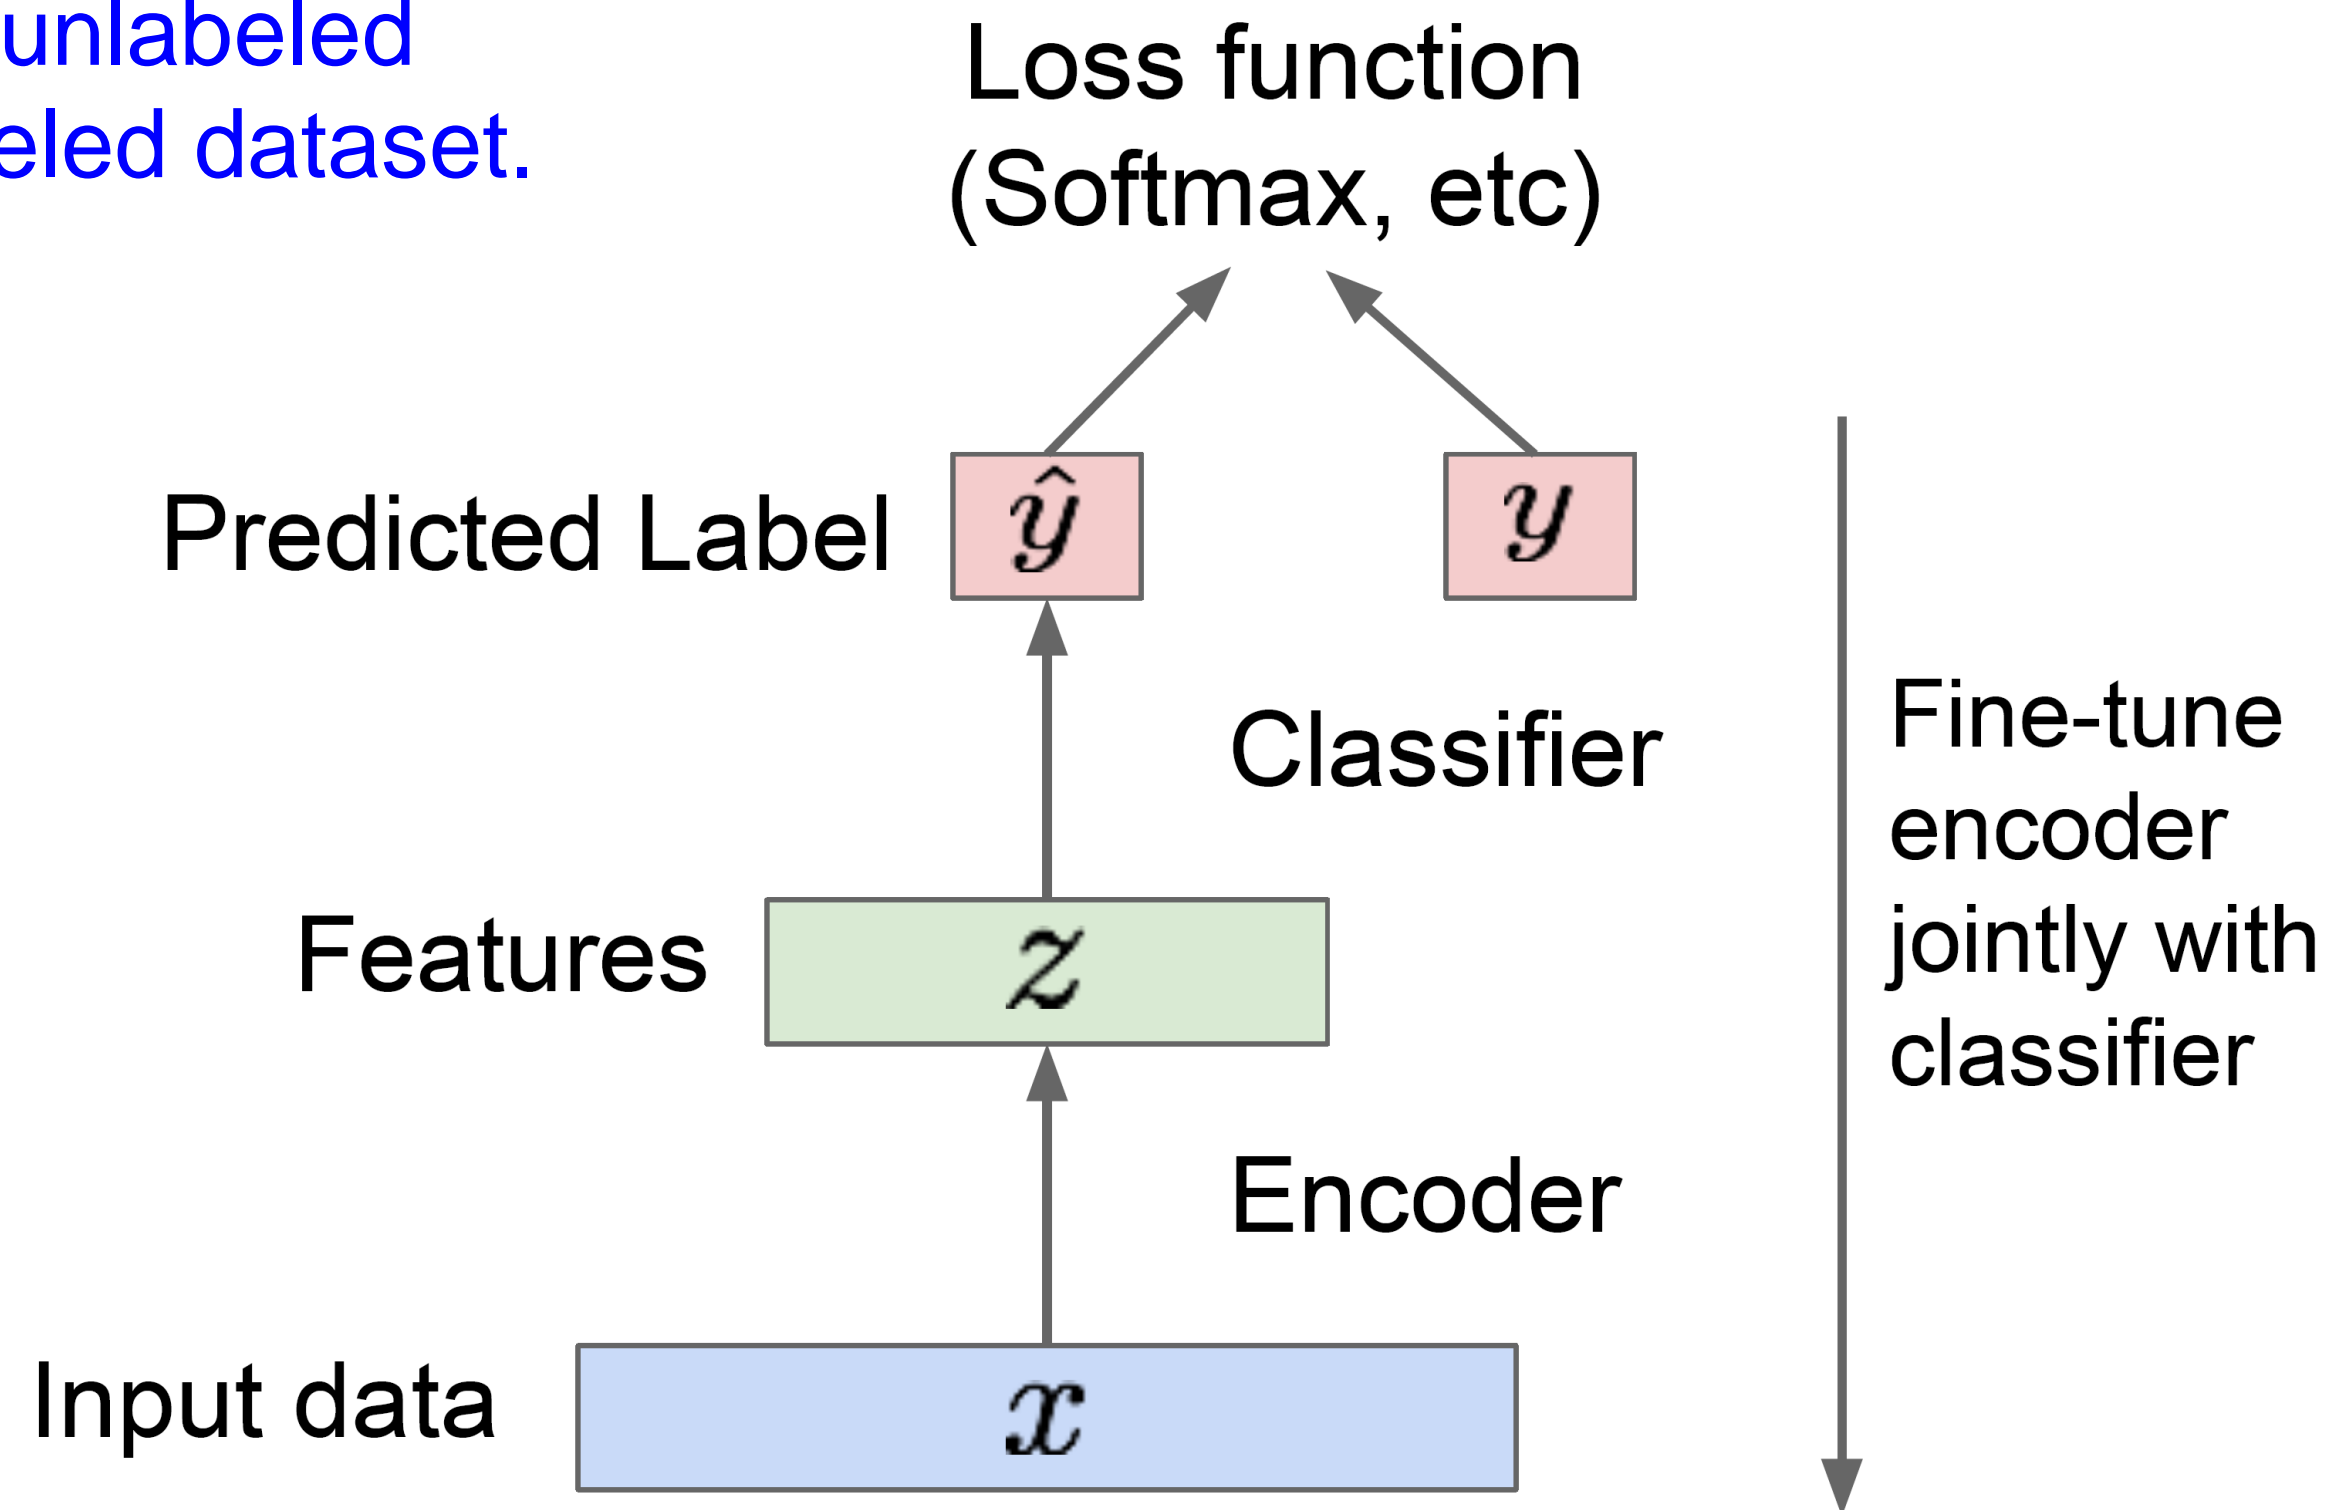 unlabeled
eled dataset.
Loss function
(Softmax, etc)
Predicted Label
ŷ
y
Classifier
Fine-tune
encoder
jointly with
classifier
Features
z
Encoder
Input data
x